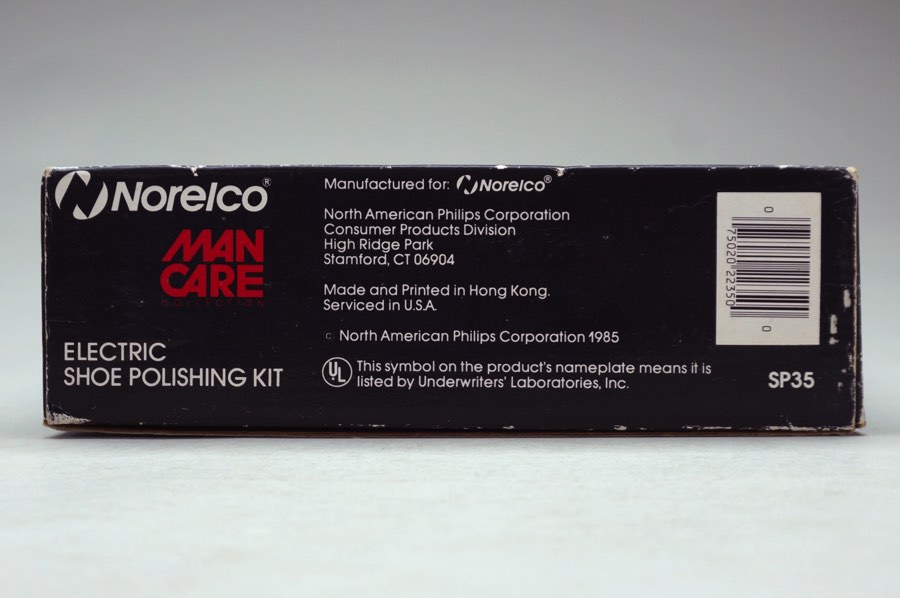 Norelco®
MAN
CARE
COLLECTION
ELECTRIC
SHOE POLISHING KIT
Manufactured for: Norelco®
North American Philips Corporation
Consumer Products Division
High Ridge Park
Stamford, CT 06904
Made and Printed in Hong Kong.
Serviced in U.S.A.
c North American Philips Corporation 1985
UL
This symbol on the product's nameplate means it is
listed by Underwriters' Laboratories, Inc.
0 75020 22350 0
SP35